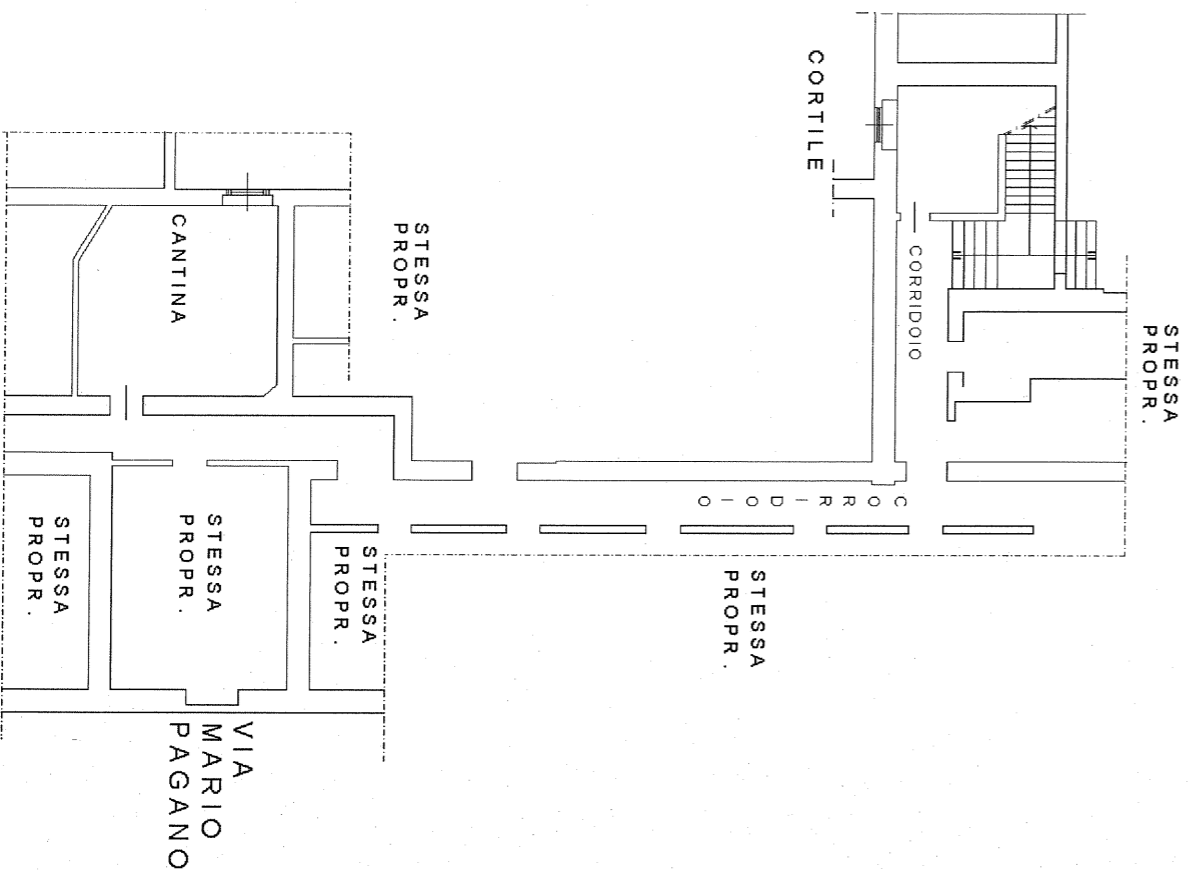 CORTILE
CORRIDOIO
STESSA
PROPR.
STESSA
PROPR.
CANTINA
CORRIDOIO
STESSA
PROPR.
STESSA
PROPR.
STESSA
PROPR.
STESSA
PROPR.
VIA
MARIO
PAGANO